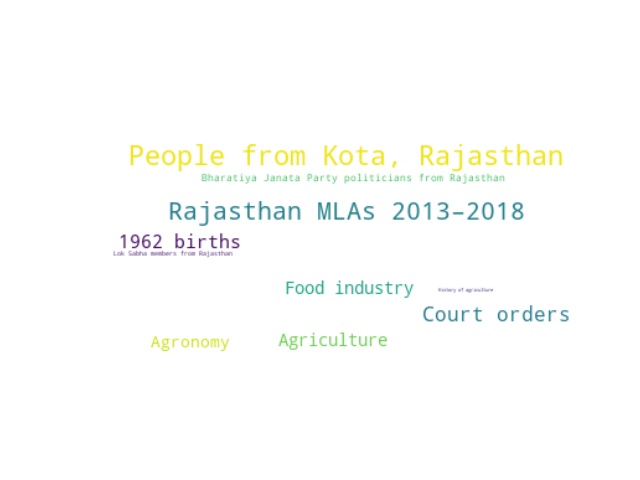 People from Kota, Rajasthan
Bharatiya Janata Party politicians from Rajasthan
Rajasthan MLAs 2013–2018
1962 births
Lok Sabha members from Rajasthan
Food industry
History of agriculture
Court orders
Agronomy
Agriculture